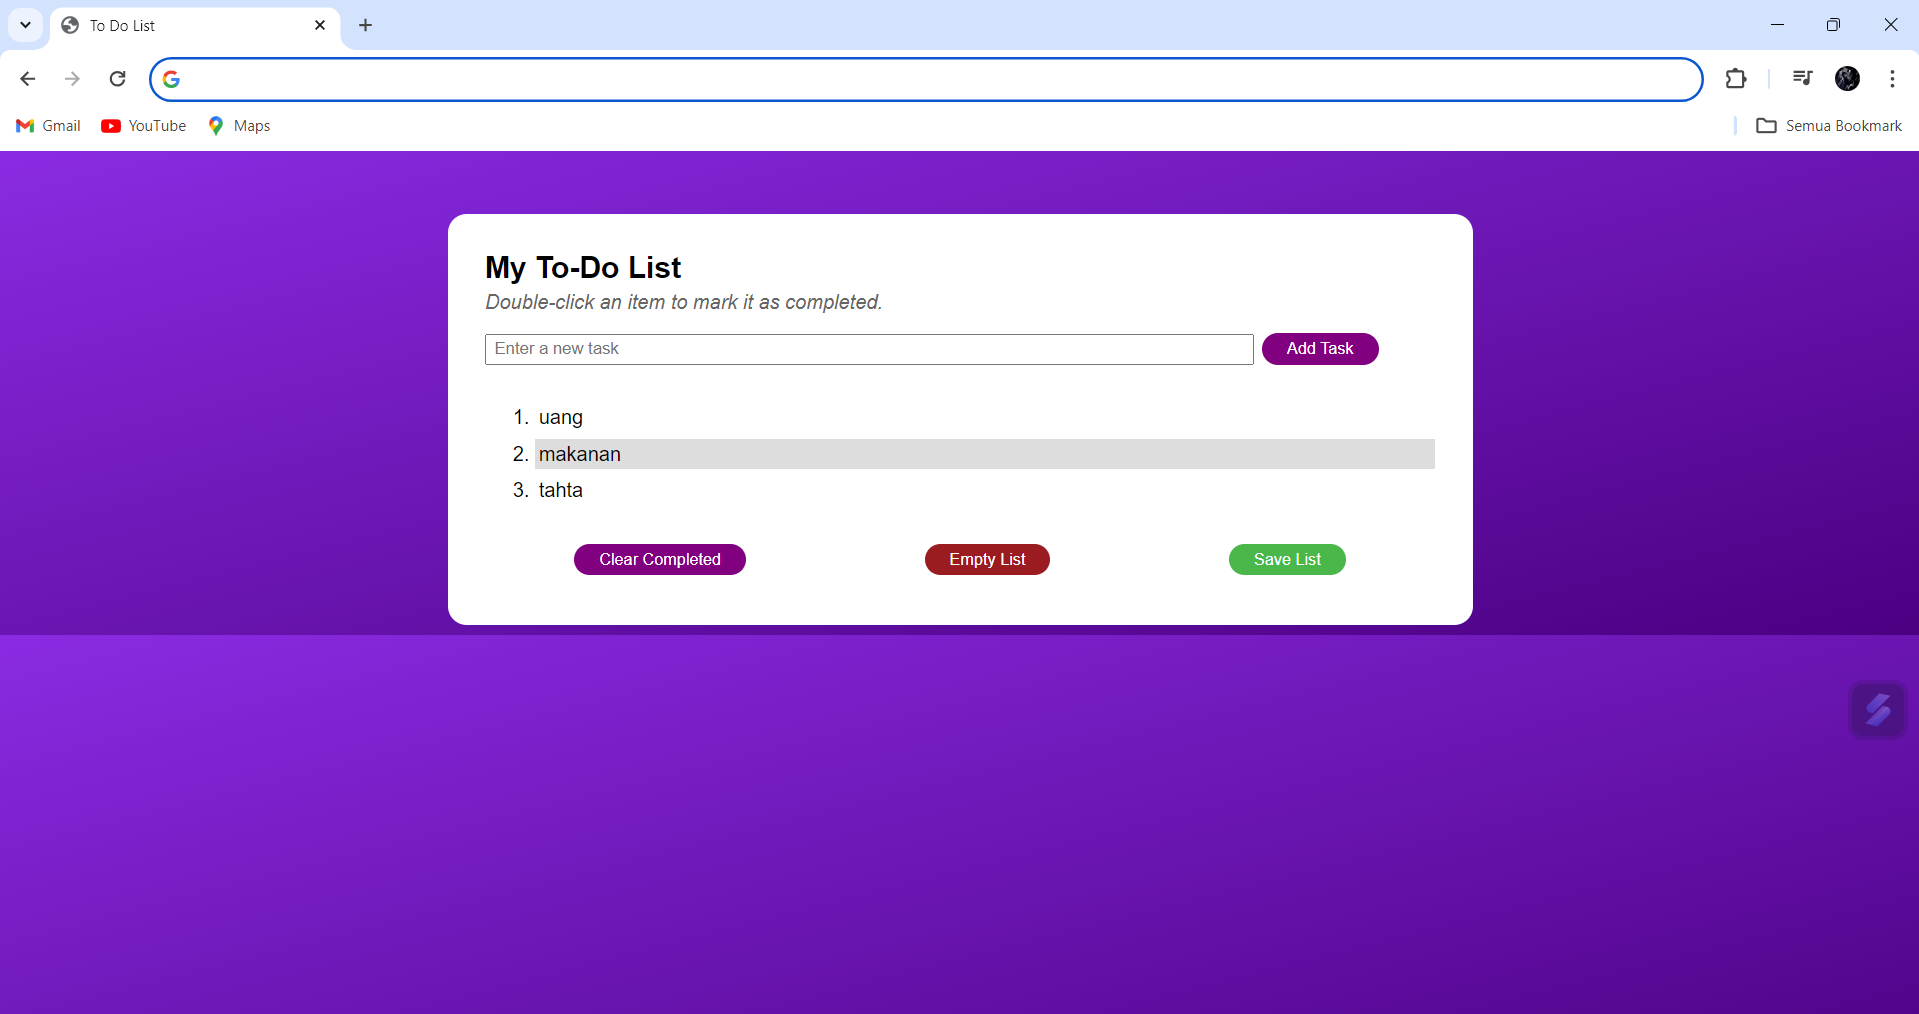 To Do List
Gmail YouTube Maps Semua Bookmark
My To-Do List
Double-click an item to mark it as completed.
Enter a new task Add Task
1. uang
2. makanan
3. tahta
Clear Completed Empty List Save List